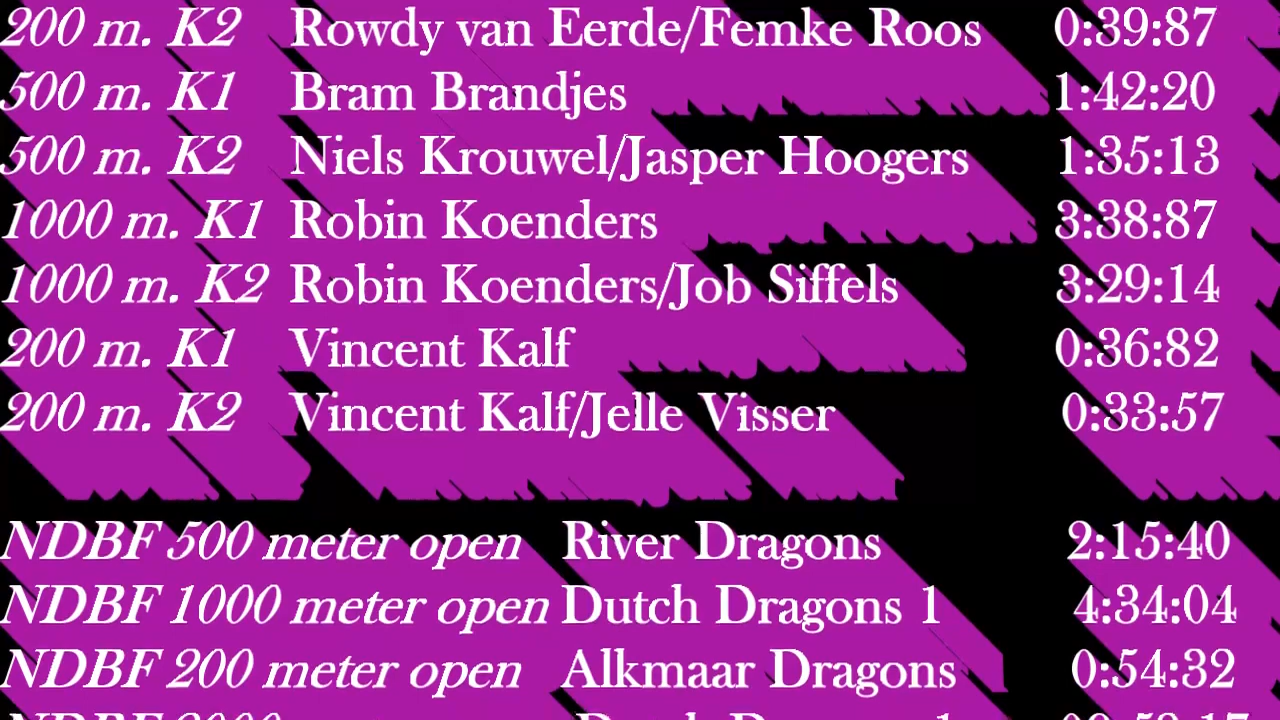 200 m. K2 Rowdy van Eerde/Femke Roos 0:39:87
500 m. K1 Bram Brandjes 1:42:20
500 m. K2 Niels Krouwel/Jasper Hoogers 1:35:13
1000 m. K1 Robin Koenders 3:38:87
1000 m. K2 Robin Koenders/Job Siffels 3:29:14
200 m. K1 Vincent Kalf 0:36:82
200 m. K2 Vincent Kalf/Jelle Visser 0:33:57
NDBF 500 meter open River Dragons 2:15:40
NDBF 1000 meter open Dutch Dragons 1 4:34:04
NDBF 200 meter open Alkmaar Dragons 0:54:32